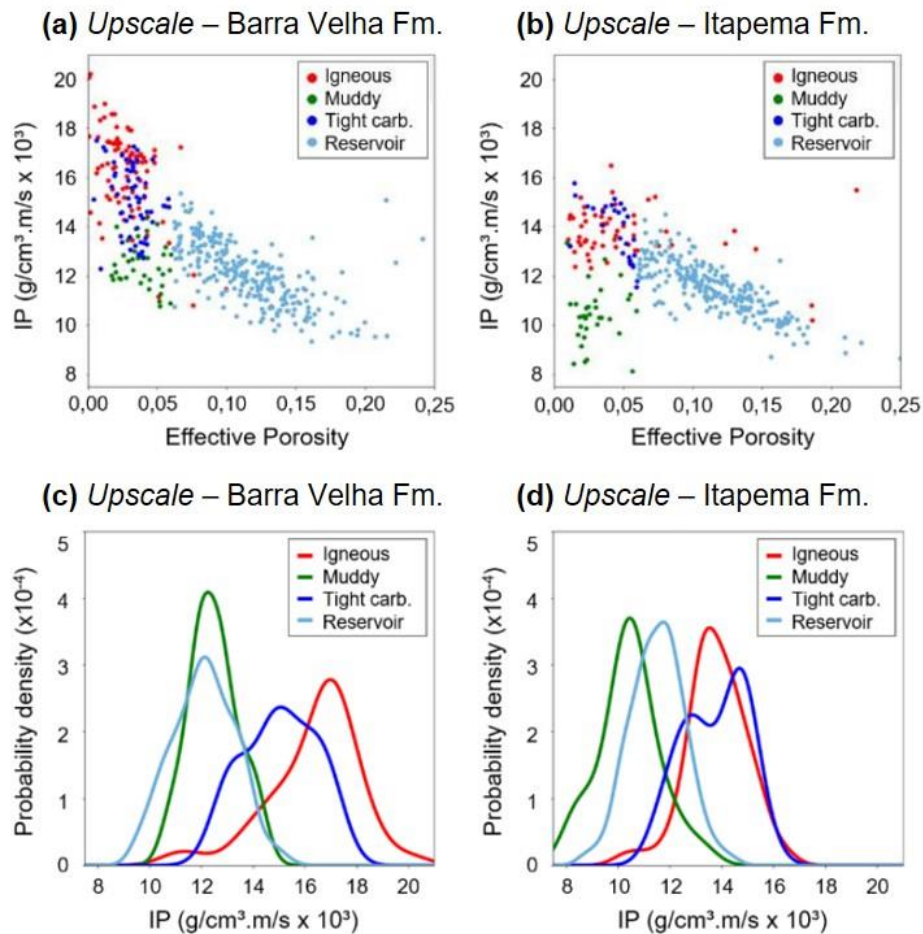 (a) Upscale – Barra Velha Fm.
(b) Upscale – Itapema Fm.
20
18
16
14
12
10
8
IP (g/cm³.m/s x 10³)
Igneous
Muddy
Tight carb.
Reservoir
0,00 0,05 0,10 0,15 0,20 0,25
Effective Porosity
20
18
16
14
12
10
8
IP (g/cm³.m/s x 10³)
Igneous
Muddy
Tight carb.
Reservoir
0,00 0,05 0,10 0,15 0,20 0,25
Effective Porosity
(c) Upscale – Barra Velha Fm.
(d) Upscale – Itapema Fm.
5
4
3
2
1
0
Probability density (x10⁻⁴)
Igneous
Muddy
Tight carb.
Reservoir
8 10 12 14 16 18 20
IP (g/cm³.m/s x 10³)
5
4
3
2
1
0
Probability density (x10⁻⁴)
Igneous
Muddy
Tight carb.
Reservoir
8 10 12 14 16 18 20
IP (g/cm³.m/s x 10³)